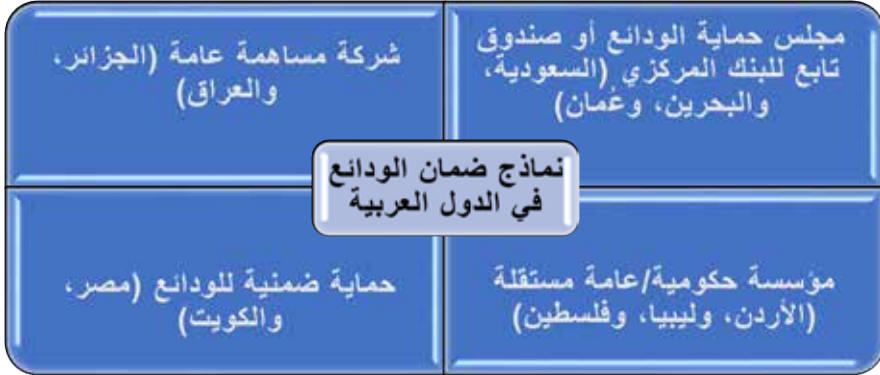 مجلس حماية الودائع أو صندوق
تابع للبنك المركزي (السعودية،
والبحرين، وعُمان)
شركة مساهمة عامة (الجزائر،
والعراق)
نماذج ضمان الودائع
في الدول العربية
مؤسسة حكومية/عامة مستقلة
(الأردن، وليبيا، وفلسطين)
حماية ضمنية للودائع (مصر،
والكويت)